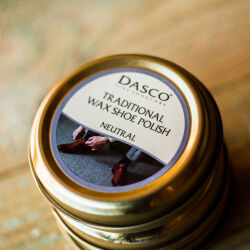 DASCO®
TRADITIONAL
WAX SHOE POLISH
NEUTRAL